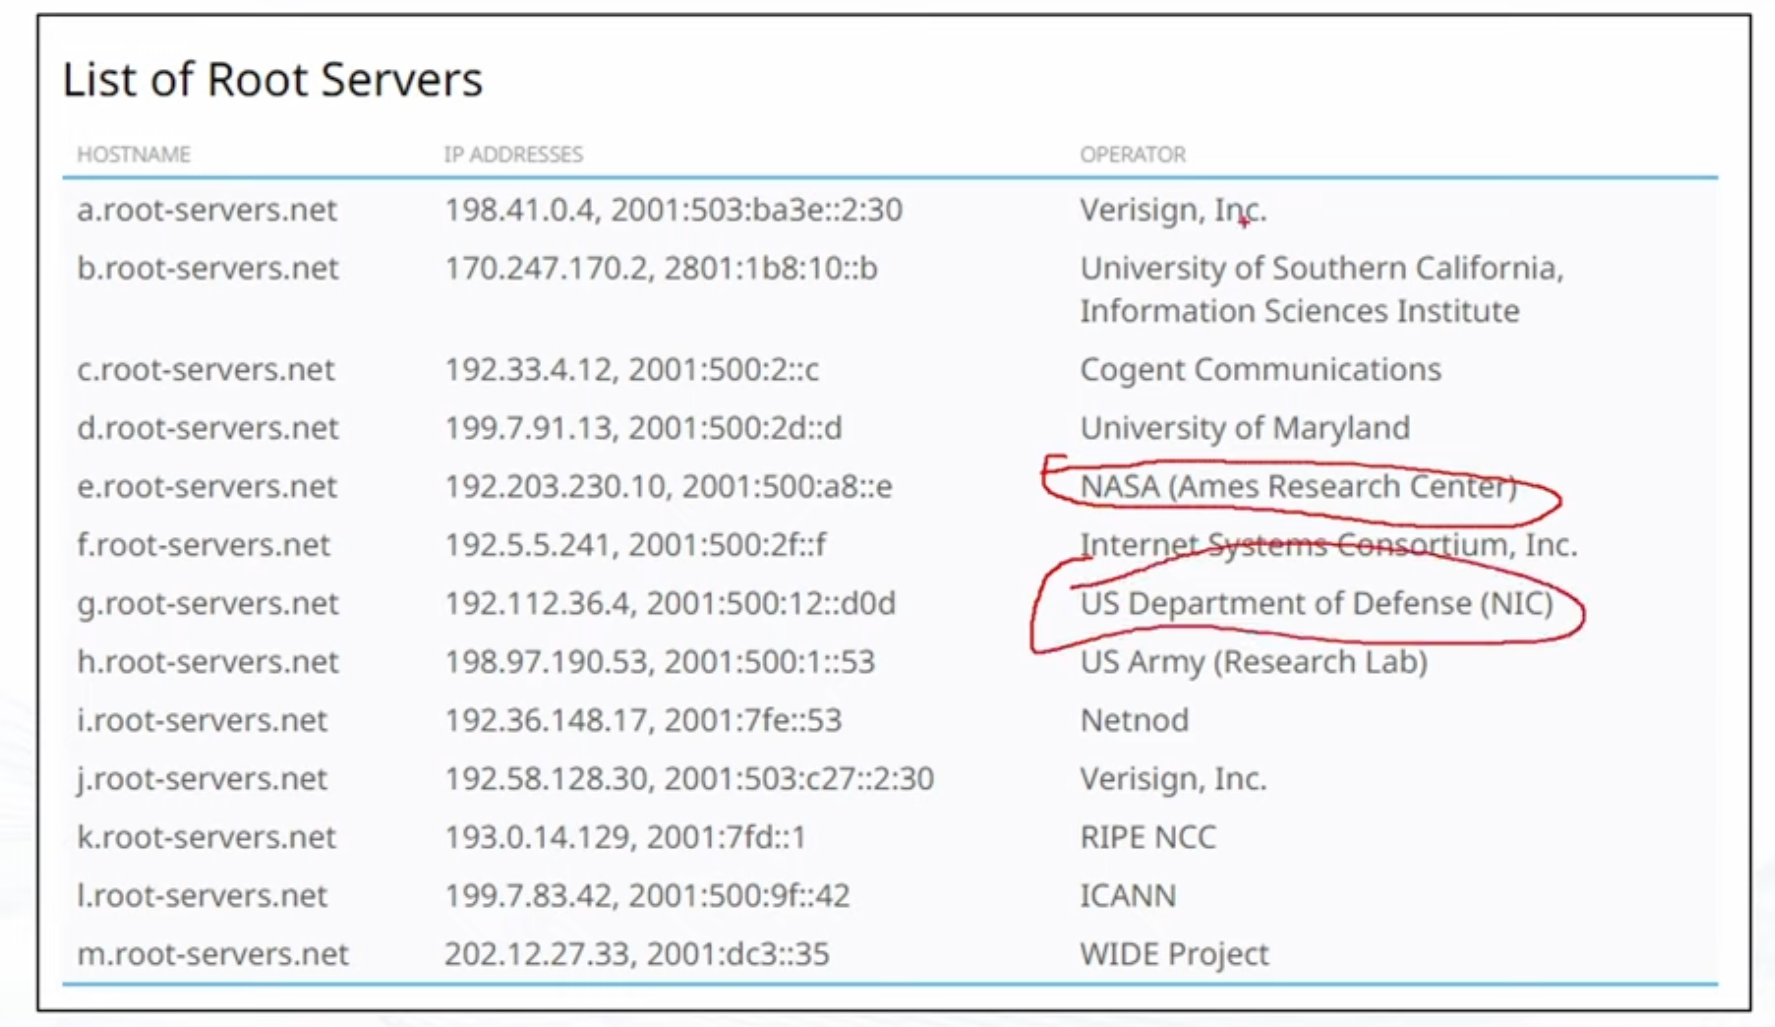 List of Root Servers
HOSTNAME IP ADDRESSES OPERATOR
a.root-servers.net 198.41.0.4, 2001:503:ba3e::2:30 Verisign, Inc.
b.root-servers.net 170.247.170.2, 2801:1b8:10::b University of Southern California,
Information Sciences Institute
c.root-servers.net 192.33.4.12, 2001:500:2::c Cogent Communications
d.root-servers.net 199.7.91.13, 2001:500:2d::d University of Maryland
e.root-servers.net 192.203.230.10, 2001:500:a8::e NASA (Ames Research Center)
f.root-servers.net 192.5.5.241, 2001:500:2f::f Internet Systems Consortium, Inc.
g.root-servers.net 192.112.36.4, 2001:500:12::d0d US Department of Defense (NIC)
h.root-servers.net 198.97.190.53, 2001:500:1::53 US Army (Research Lab)
i.root-servers.net 192.36.148.17, 2001:7fe::53 Netnod
j.root-servers.net 192.58.128.30, 2001:503:c27::2:30 Verisign, Inc.
k.root-servers.net 193.0.14.129, 2001:7fd::1 RIPE NCC
l.root-servers.net 199.7.83.42, 2001:500:9f::42 ICANN
m.root-servers.net 202.12.27.33, 2001:dc3::35 WIDE Project